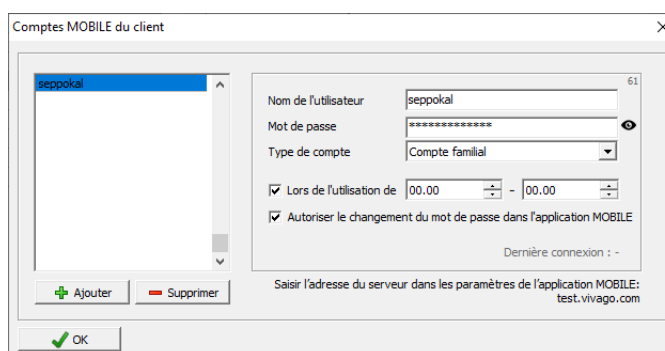 Comptes MOBILE du client
seppokal
61
Nom de l'utilisateur seppokal
Mot de passe *************
Type de compte Compte familial
Lors de l'utilisation de 00.00 - 00.00
Autoriser le changement du mot de passe dans l'application MOBILE
Dernière connexion : -
Ajouter Supprimer
Saisir l'adresse du serveur dans les paramètres de l'application MOBILE:
test.vivago.com
OK